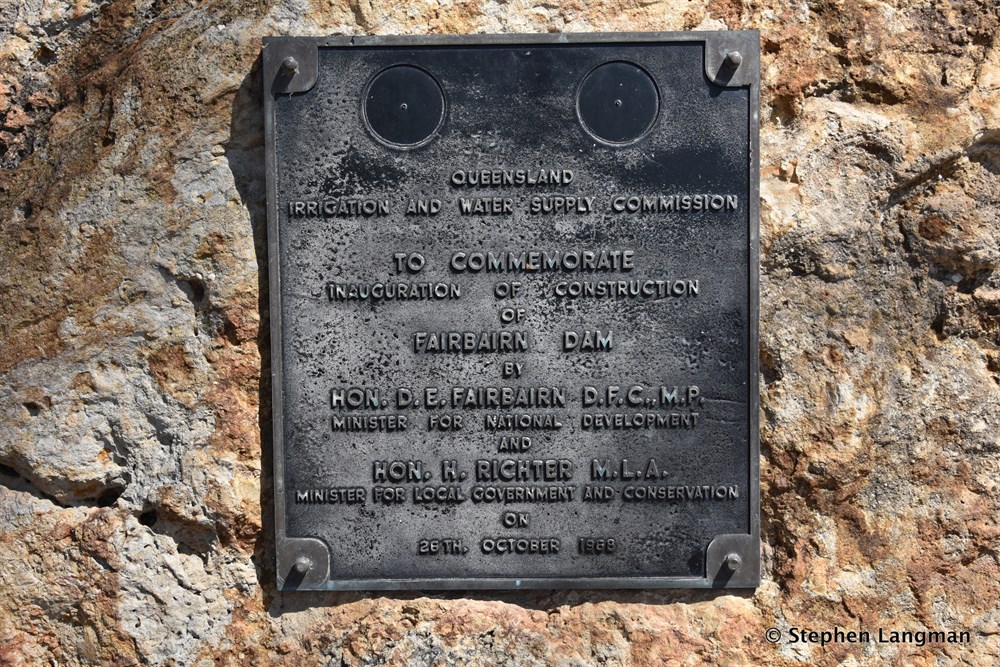 QUEENSLAND
IRRIGATION AND WATER SUPPLY COMMISSION
TO COMMEMORATE
INAUGURATION OF CONSTRUCTION
OF
FAIRBAIRN DAM
BY
HON. D. E. FAIRBAIRN D.F.C., M.P.
MINISTER FOR NATIONAL DEVELOPMENT
AND
HON. H. RICHTER M.L.A.
MINISTER FOR LOCAL GOVERNMENT AND CONSERVATION
ON
26TH. OCTOBER 1968
© Stephen Langman